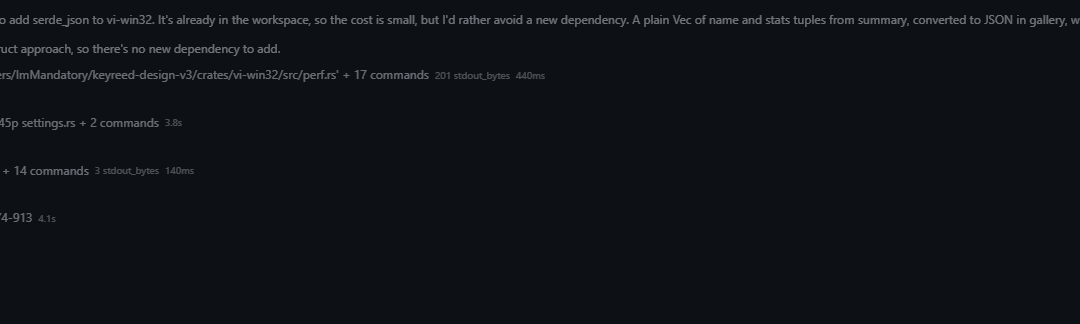 o add serde_json to vi-win32. It's already in the workspace, so the cost is small, but I'd rather avoid a new dependency. A plain Vec of name and stats tuples from summary, converted to JSON in gallery, w
ruct approach, so there's no new dependency to add.
ers/ImMandatory/keyreed-design-v3/crates/vi-win32/src/perf.rs' + 17 commands 201 stdout_bytes 440ms
45p settings.rs + 2 commands 3.8s
+ 14 commands 3 stdout_bytes 140ms
4-913 4.1s